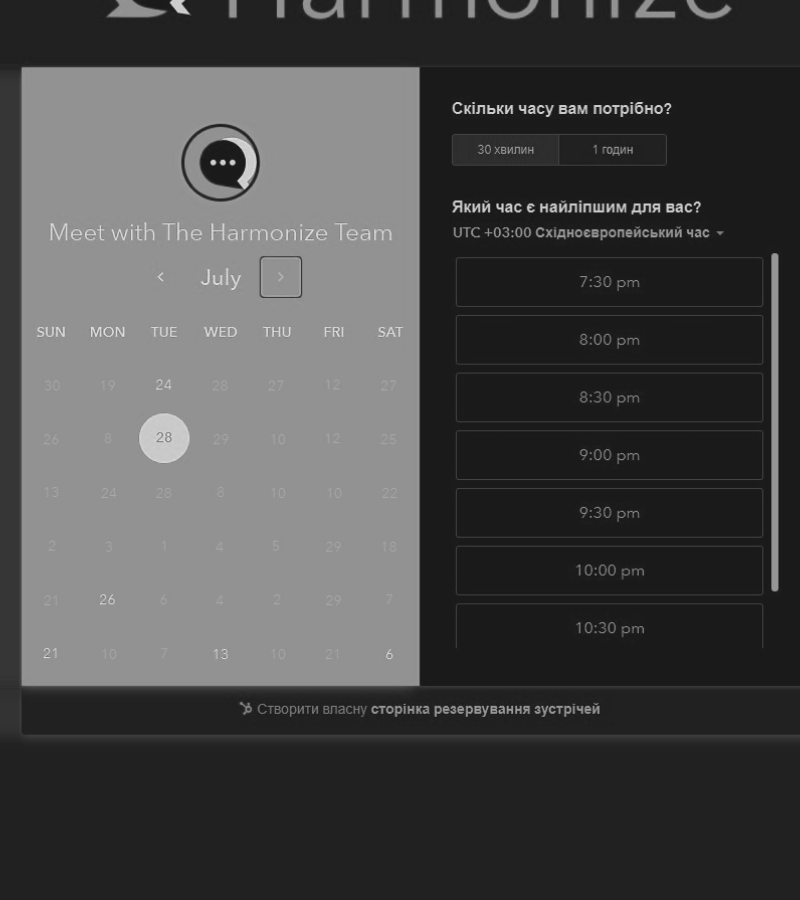 Harmonize
Meet with The Harmonize Team
July
SUN MON TUE WED THU FRI SAT
30 19 24 28 27 12 27
26 8 28 29 10 12 25
13 24 28 8 10 10 22
2 3 1 4 5 29 18
21 26 6 4 2 29 7
21 10 7 13 10 21 6
Скільки часу вам потрібно?
30 хвилин 1 годин
Який час є найліпшим для вас?
UTC +03:00 Східноєвропейський час
7:30 pm
8:00 pm
8:30 pm
9:00 pm
9:30 pm
10:00 pm
10:30 pm
Створити власну сторінка резервування зустрічей